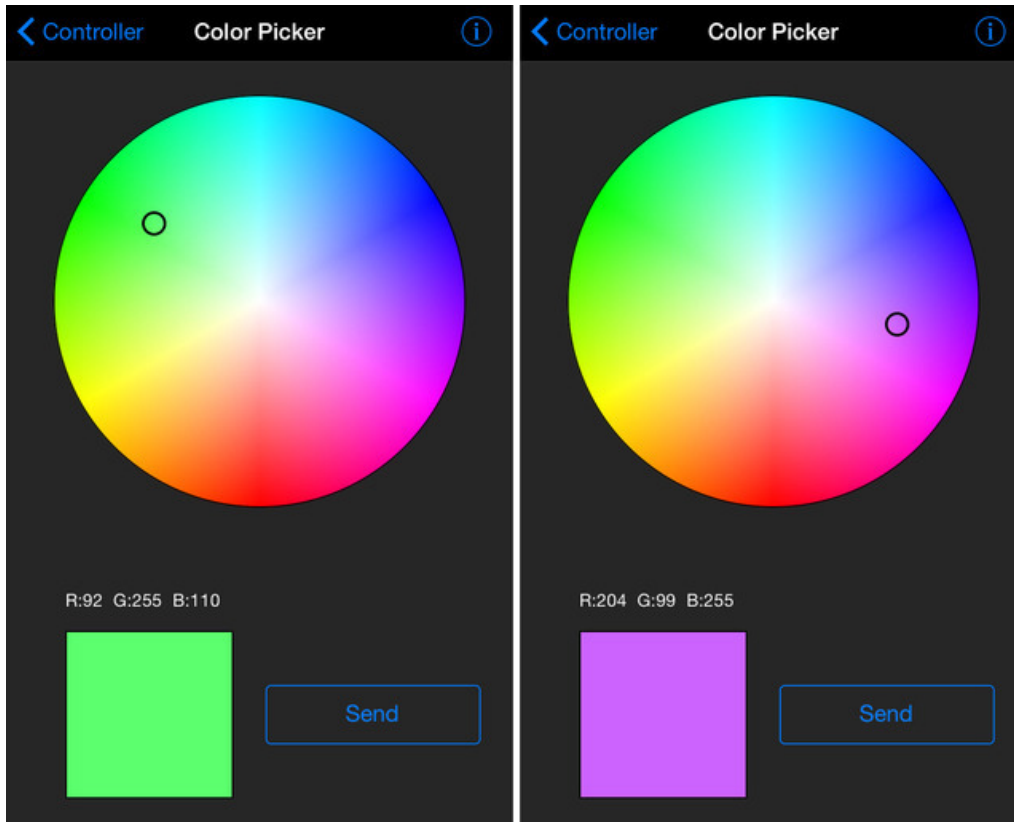 Controller Color Picker
R:92 G:255 B:110
Send
Controller Color Picker
R:204 G:99 B:255
Send